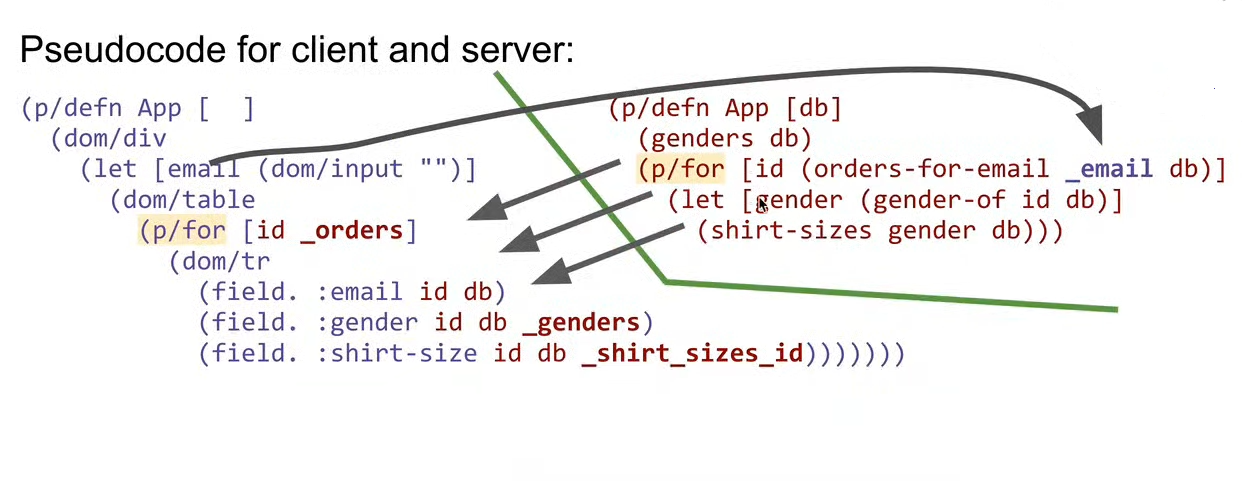 Pseudocode for client and server:
(p/defn App [  ]
(dom/div
(let [email (dom/input "")]
(dom/table
(p/for [id _orders]
(dom/tr
(field. :email id db)
(field. :gender id db _genders)
(field. :shirt-size id db _shirt_sizes_id)))))))
(p/defn App [db]
(genders db)
(p/for [id (orders-for-email _email db)]
(let [gender (gender-of id db)]
(shirt-sizes gender db)))